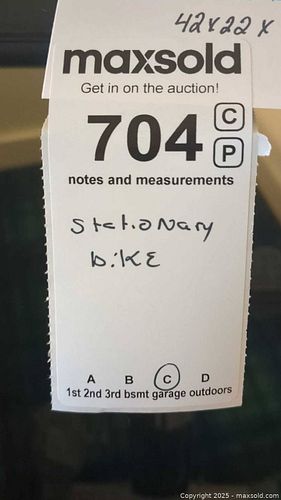 42x22x
maxsold
Get in on the auction!
704 C
P
notes and measurements
Stationary
bike
A B C D
1st 2nd 3rd bsmt garage outdoors
Copyright © 2025 - maxsold.com